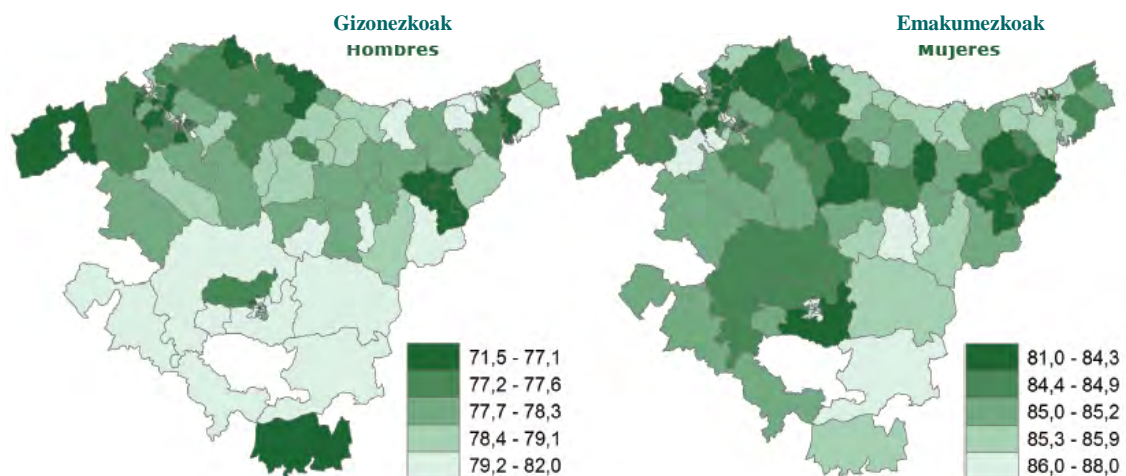 Gizonezkoak
Hombres
Emakumezkoak
Mujeres
71,5 - 77,1
77,2 - 77,6
77,7 - 78,3
78,4 - 79,1
79,2 - 82,0
81,0 - 84,3
84,4 - 84,9
85,0 - 85,2
85,3 - 85,9
86,0 - 88,0